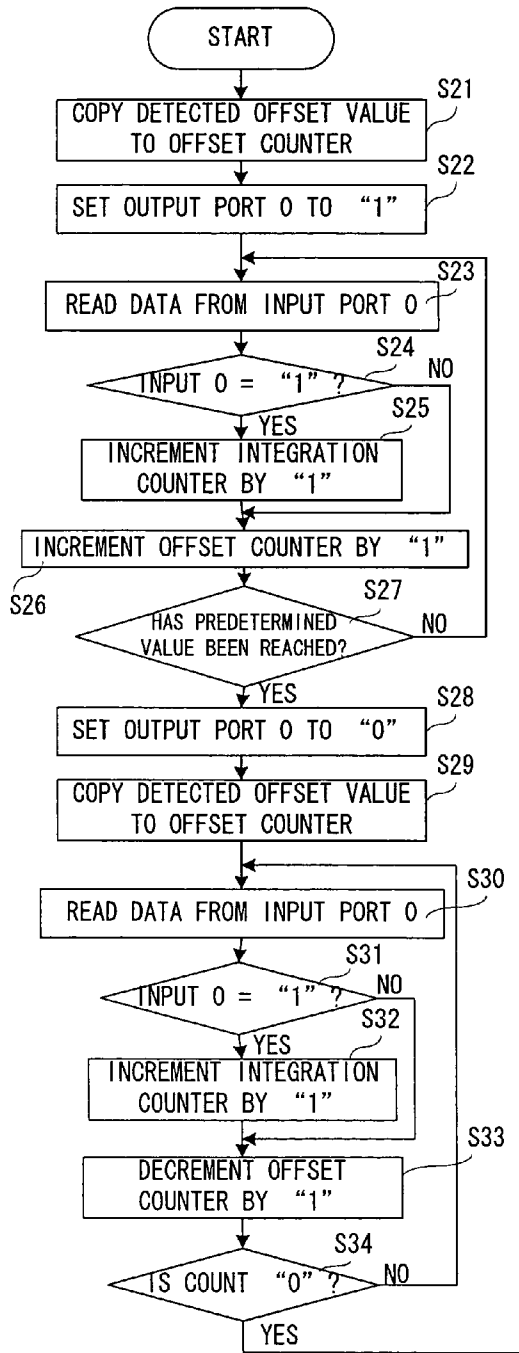 START
S21
COPY DETECTED OFFSET VALUE
TO OFFSET COUNTER
S22
SET OUTPUT PORT 0 TO “1”
S23
READ DATA FROM INPUT PORT 0
S24
INPUT 0 = “1” ?
NO
YES
S25
INCREMENT INTEGRATION
COUNTER BY “1”
INCREMENT OFFSET COUNTER BY “1”
S26
S27
HAS PREDETERMINED
VALUE BEEN REACHED?
NO
YES
S28
SET OUTPUT PORT 0 TO “0”
S29
COPY DETECTED OFFSET VALUE
TO OFFSET COUNTER
S30
READ DATA FROM INPUT PORT 0
S31
INPUT 0 = “1” ?
NO
YES
S32
INCREMENT INTEGRATION
COUNTER BY “1”
S33
DECREMENT OFFSET
COUNTER BY “1”
S34
IS COUNT “0” ?
NO
YES